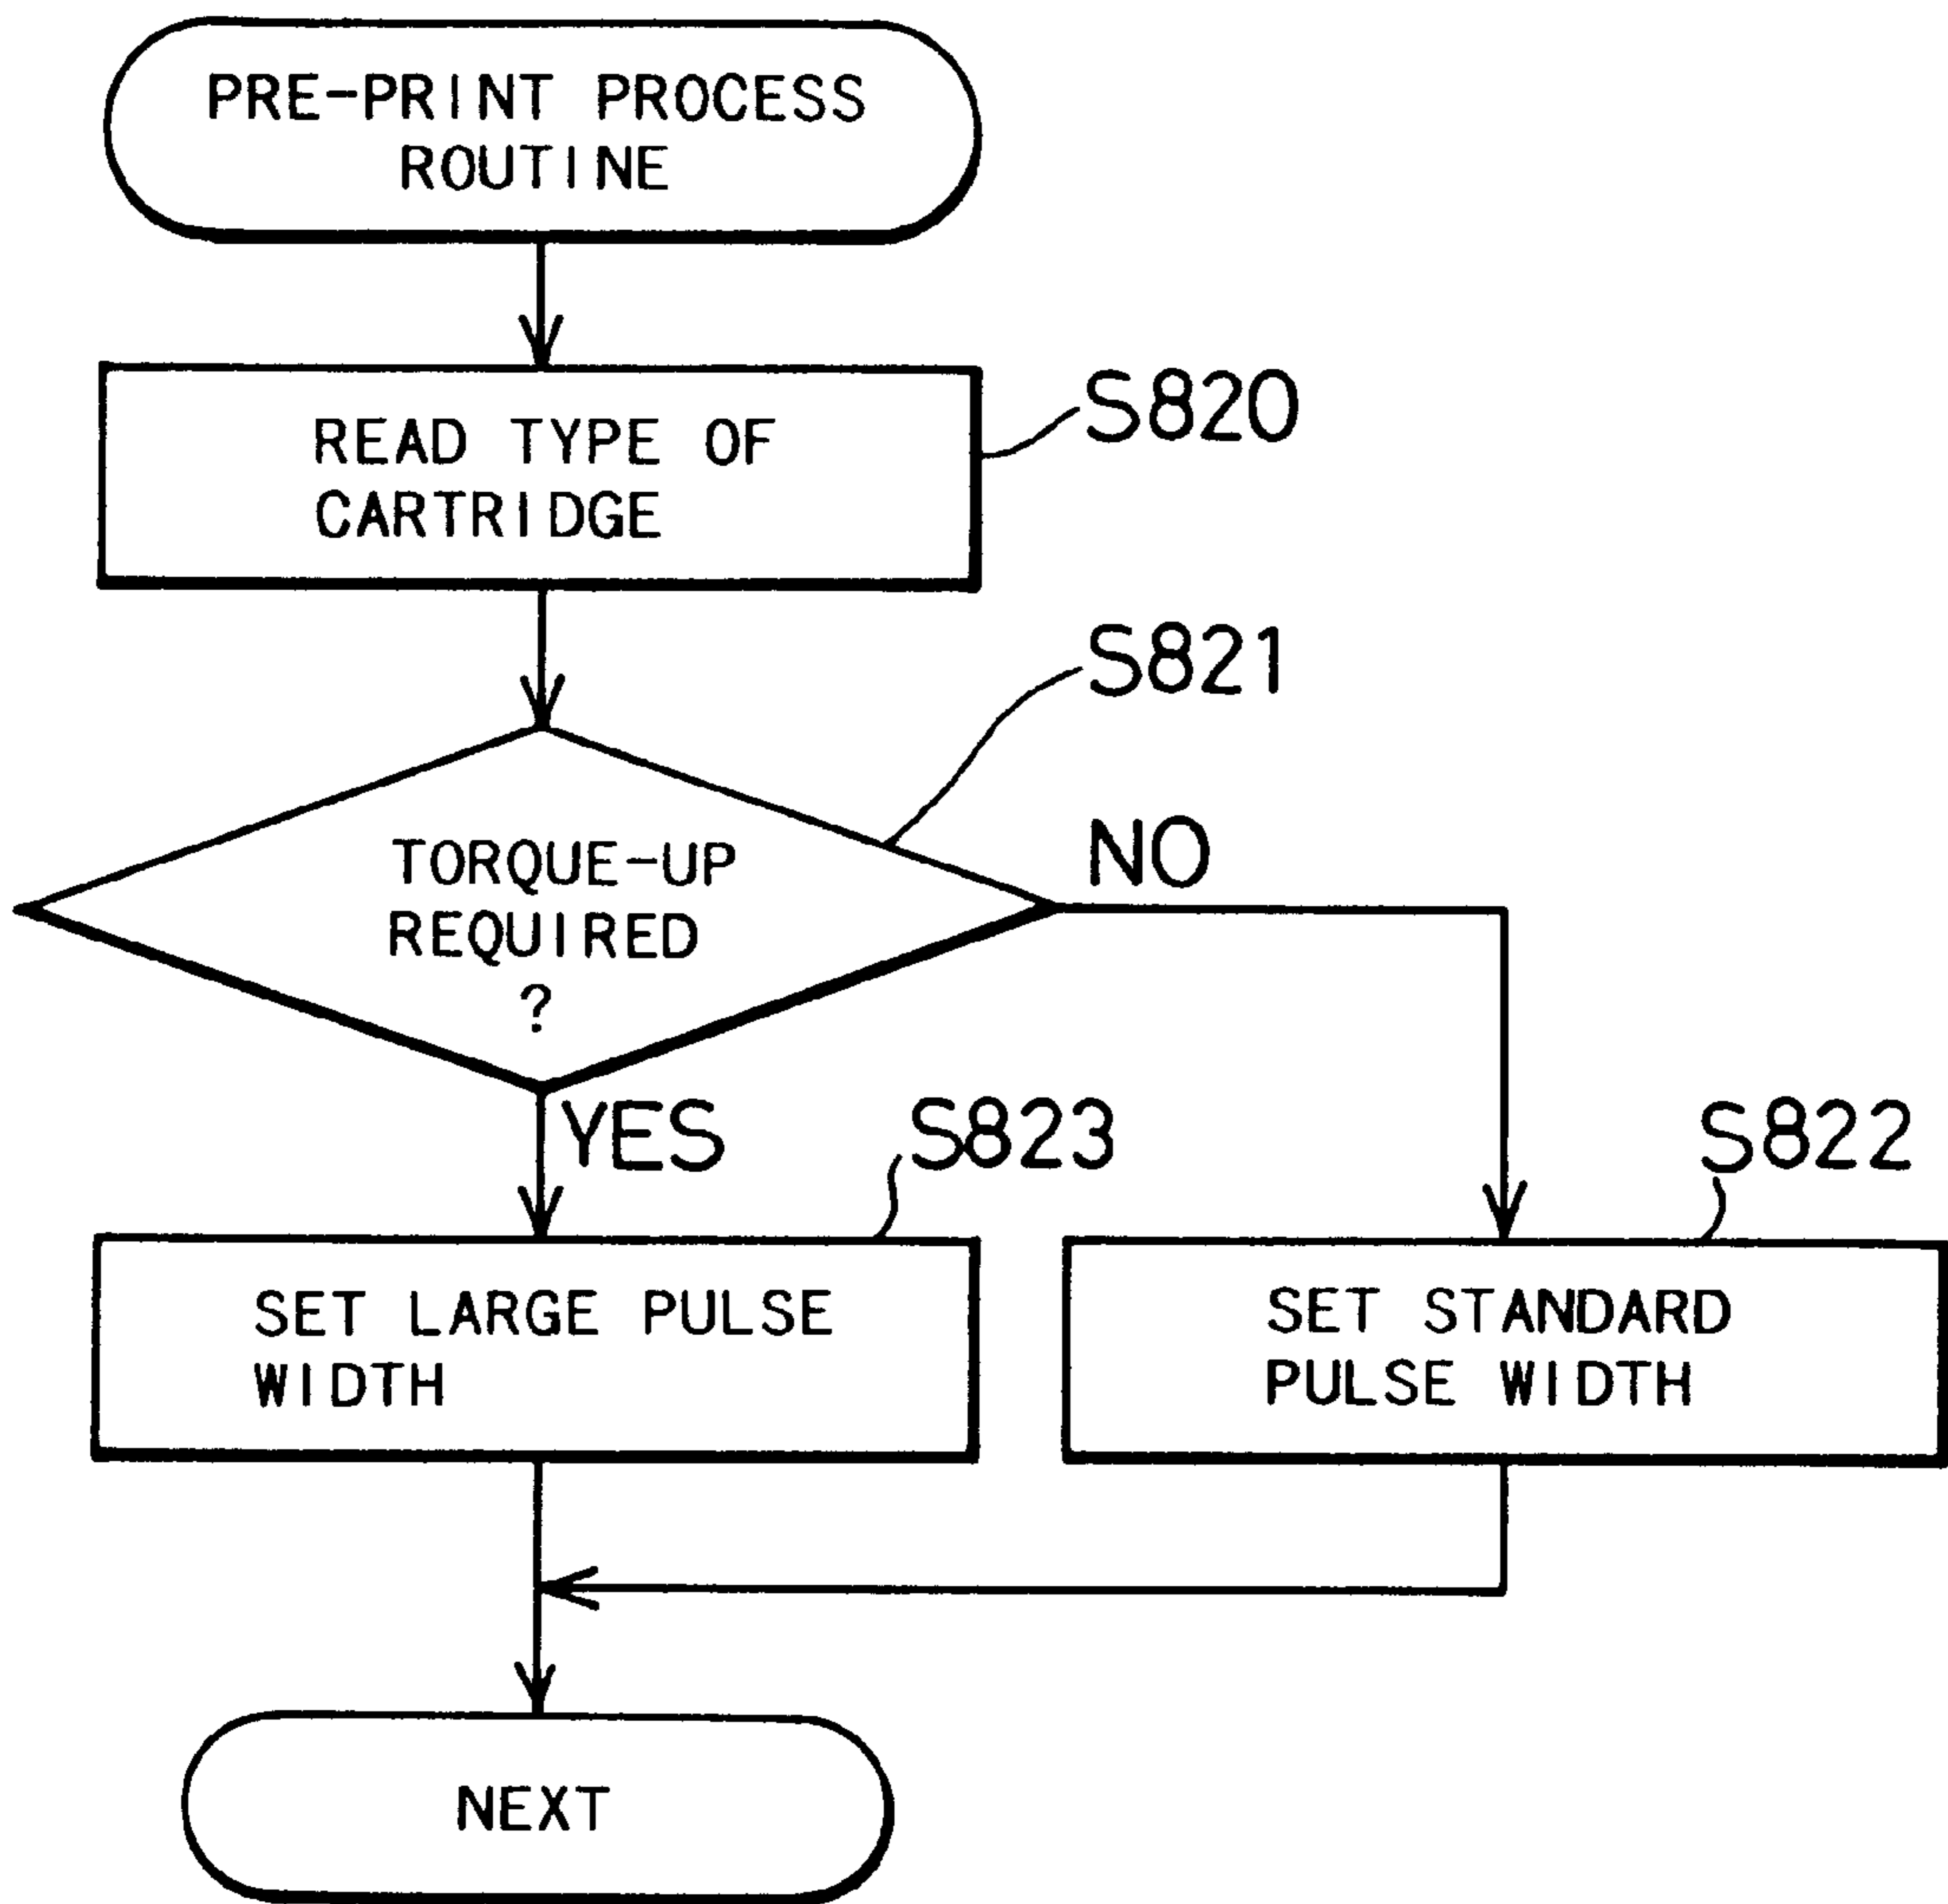 PRE-PRINT PROCESS
ROUTINE
READ TYPE OF
CARTRIDGE
S820
S821
TORQUE-UP
REQUIRED
?
NO
YES
S823
S822
SET LARGE PULSE
WIDTH
SET STANDARD
PULSE WIDTH
NEXT